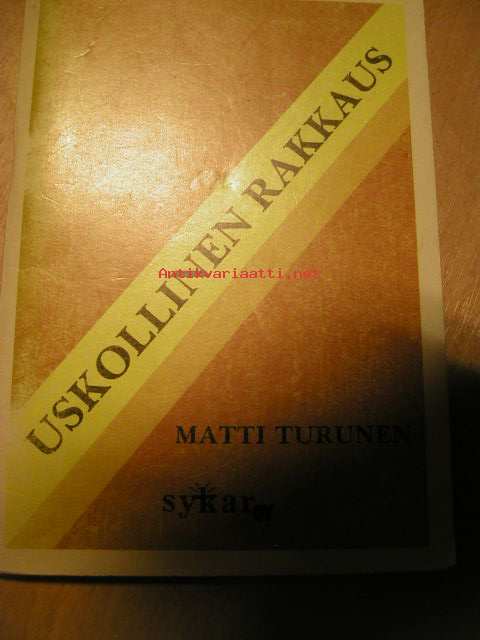 USKOLLINEN RAKKAUS
Antikvariaatti.net
MATTI TURUNEN
sykar